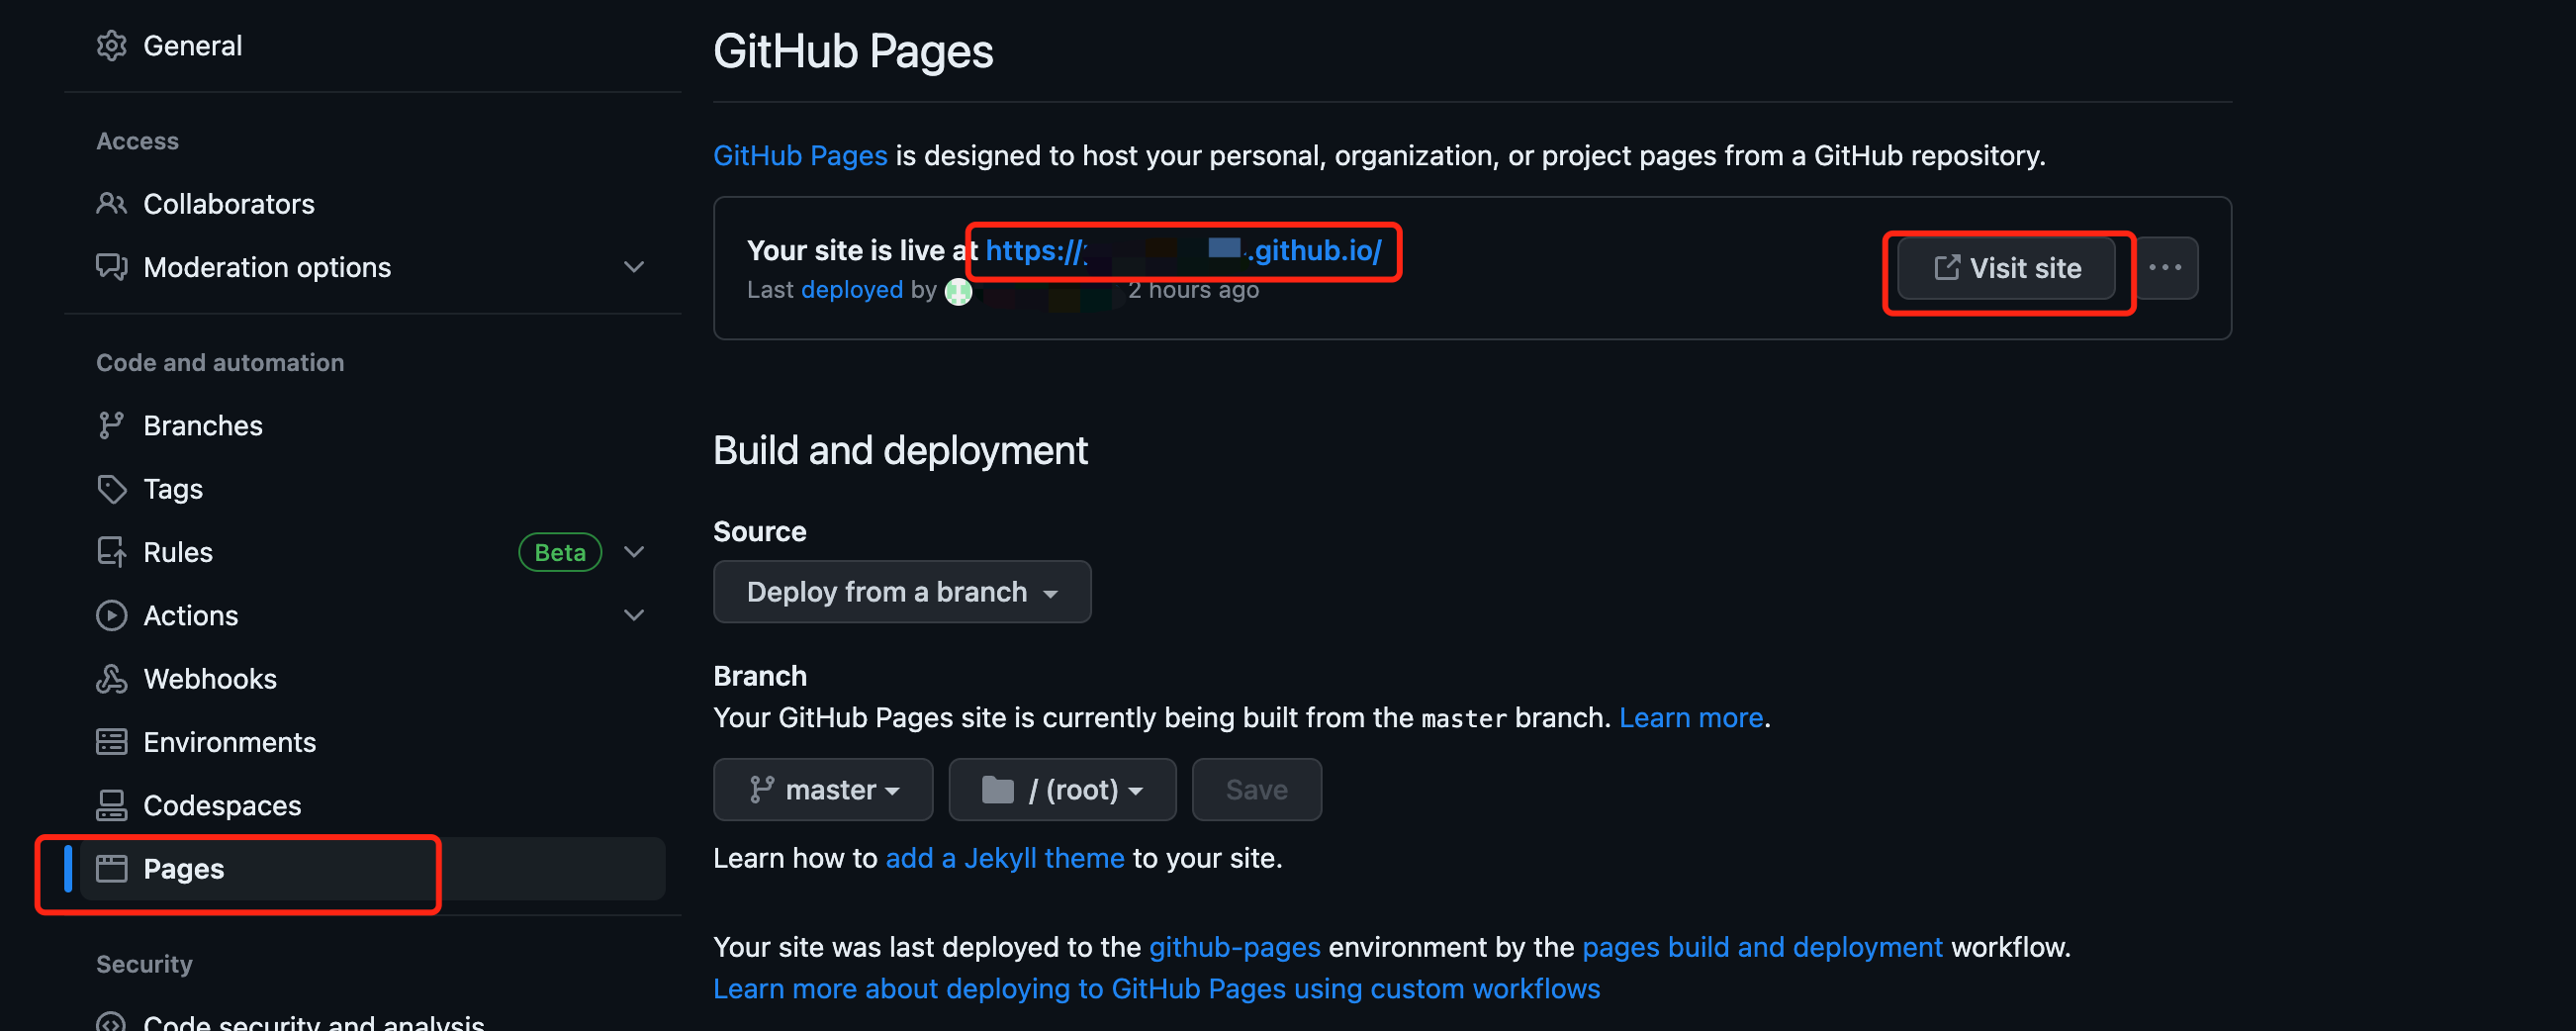 General
Access
Collaborators
Moderation options
Code and automation
Branches
Tags
Rules Beta
Actions
Webhooks
Environments
Codespaces
Pages
Security
Code security and analysis
GitHub Pages
GitHub Pages is designed to host your personal, organization, or project pages from a GitHub repository.
Your site is live at https:// .github.io/
Last deployed by 2 hours ago
Visit site
Build and deployment
Source
Deploy from a branch
Branch
Your GitHub Pages site is currently being built from the master branch. Learn more.
master / (root) Save
Learn how to add a Jekyll theme to your site.
Your site was last deployed to the github-pages environment by the pages build and deployment workflow.
Learn more about deploying to GitHub Pages using custom workflows